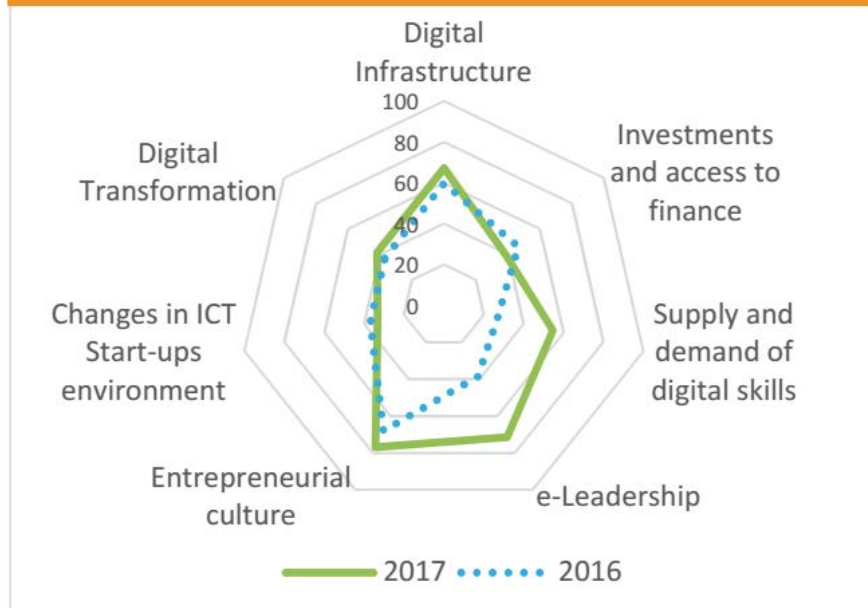 Digital
Infrastructure
100
80
60
40
20
0
Investments
and access to
finance
Supply and
demand of
digital skills
e-Leadership
Entrepreneurial
culture
Changes in ICT
Start-ups
environment
Digital
Transformation
2017
2016